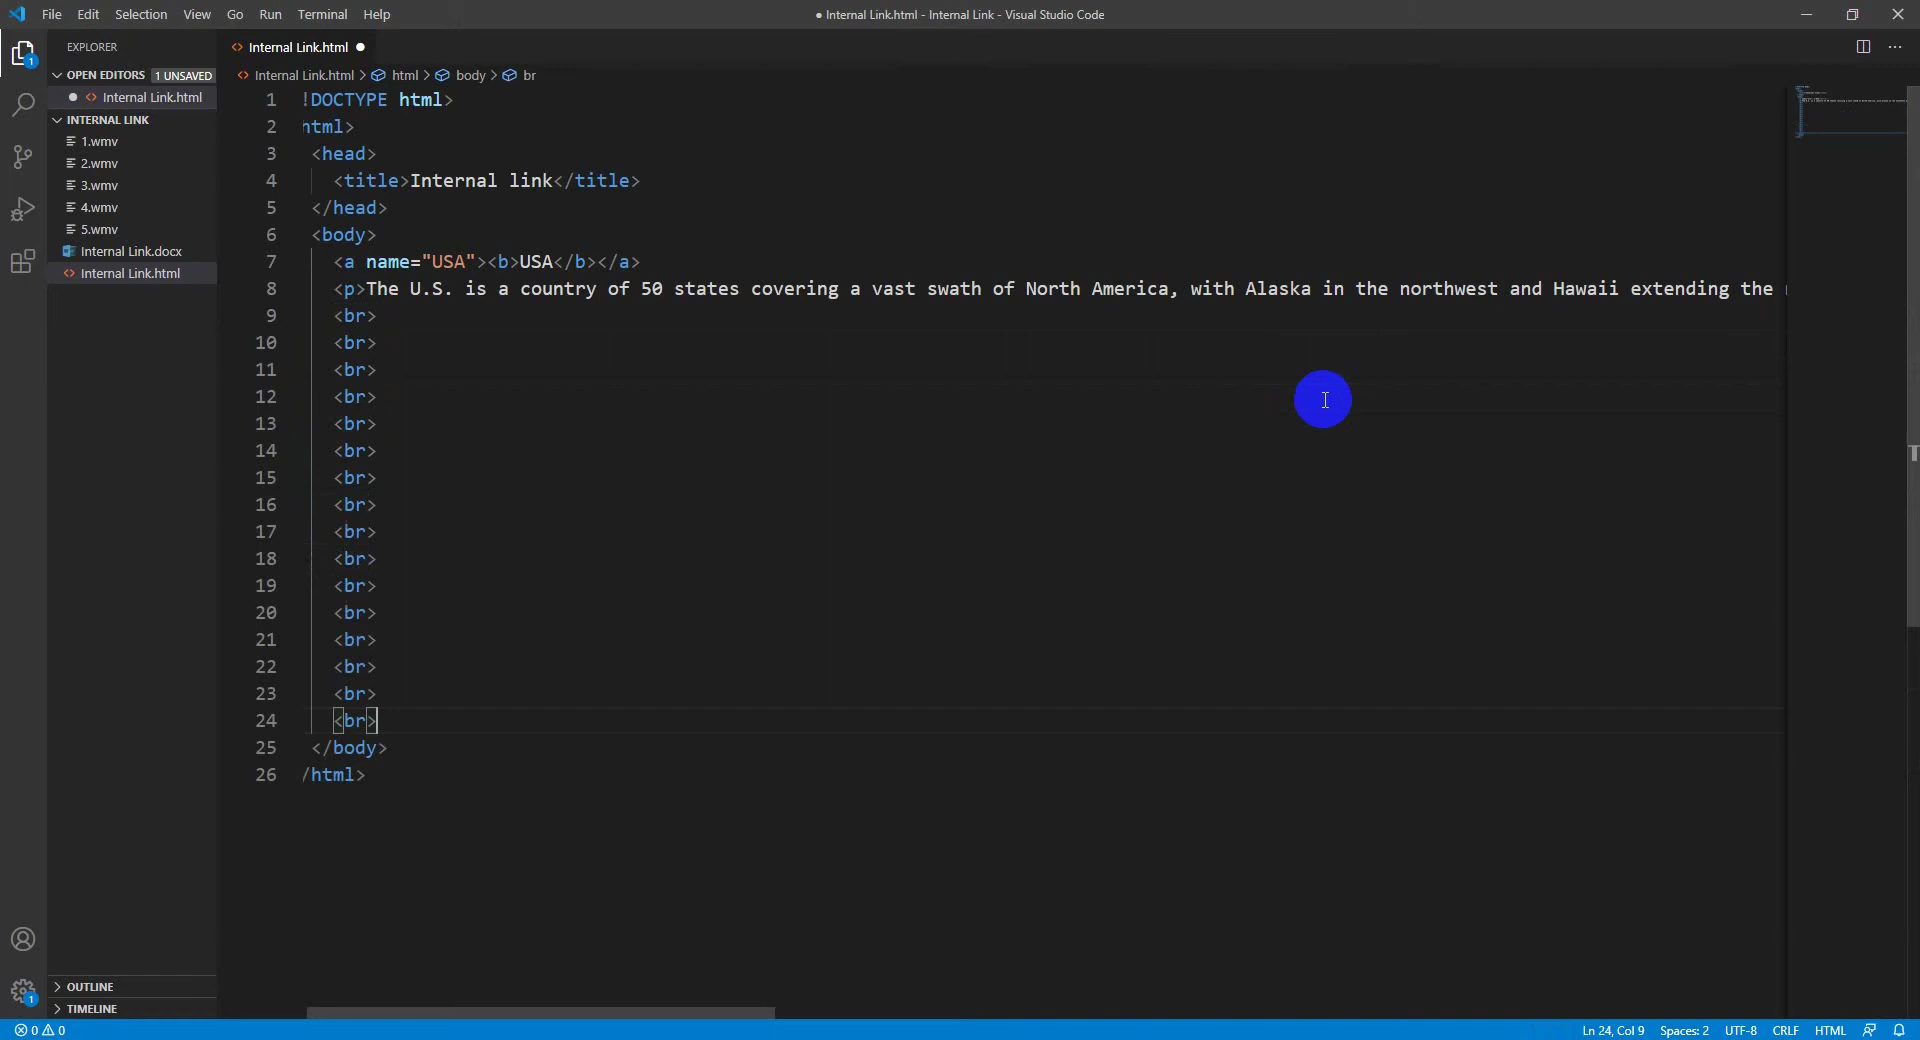 File Edit Selection View Go Run Terminal Help
● Internal Link.html - Internal Link - Visual Studio Code
EXPLORER
OPEN EDITORS 1 UNSAVED
Internal Link.html
INTERNAL LINK
1.wmv
2.wmv
3.wmv
4.wmv
5.wmv
Internal Link.docx
Internal Link.html
OUTLINE
TIMELINE
Internal Link.html
Internal Link.html > html > body > br
1 !DOCTYPE html>
2 html>
3 <head>
4 <title>Internal link</title>
5 </head>
6 <body>
7 <a name="USA"><b>USA</b></a>
8 <p>The U.S. is a country of 50 states covering a vast swath of North America, with Alaska in the northwest and Hawaii extending the
9 <br>
10 <br>
11 <br>
12 <br>
13 <br>
14 <br>
15 <br>
16 <br>
17 <br>
18 <br>
19 <br>
20 <br>
21 <br>
22 <br>
23 <br>
24 <br>
25 </body>
26 /html>
1
1
0 0
Ln 24, Col 9 Spaces: 2 UTF-8 CRLF HTML